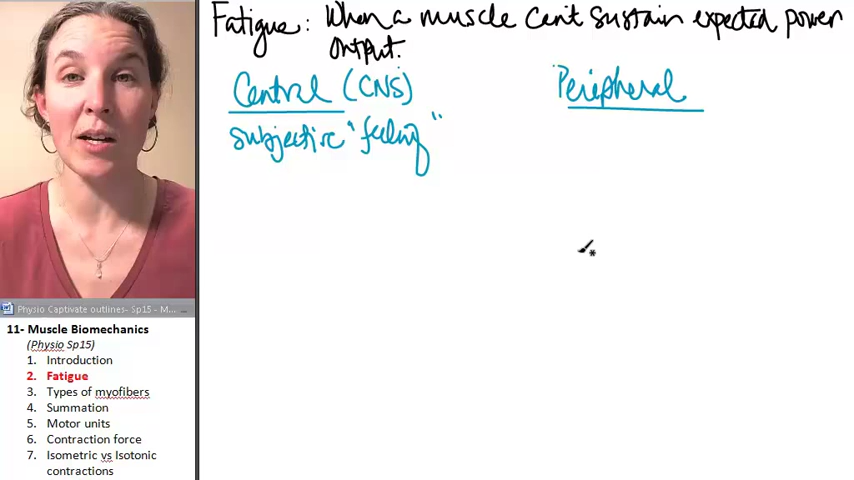 Fatigue: When a muscle can't sustain expected power
output.
Central (CNS)
Peripheral
subjective "feeling"
Physio Captivate outlines- Sp15 - M...
11- Muscle Biomechanics
(Physio Sp15)
1. Introduction
2. Fatigue
3. Types of myofibers
4. Summation
5. Motor units
6. Contraction force
7. Isometric vs Isotonic
contractions